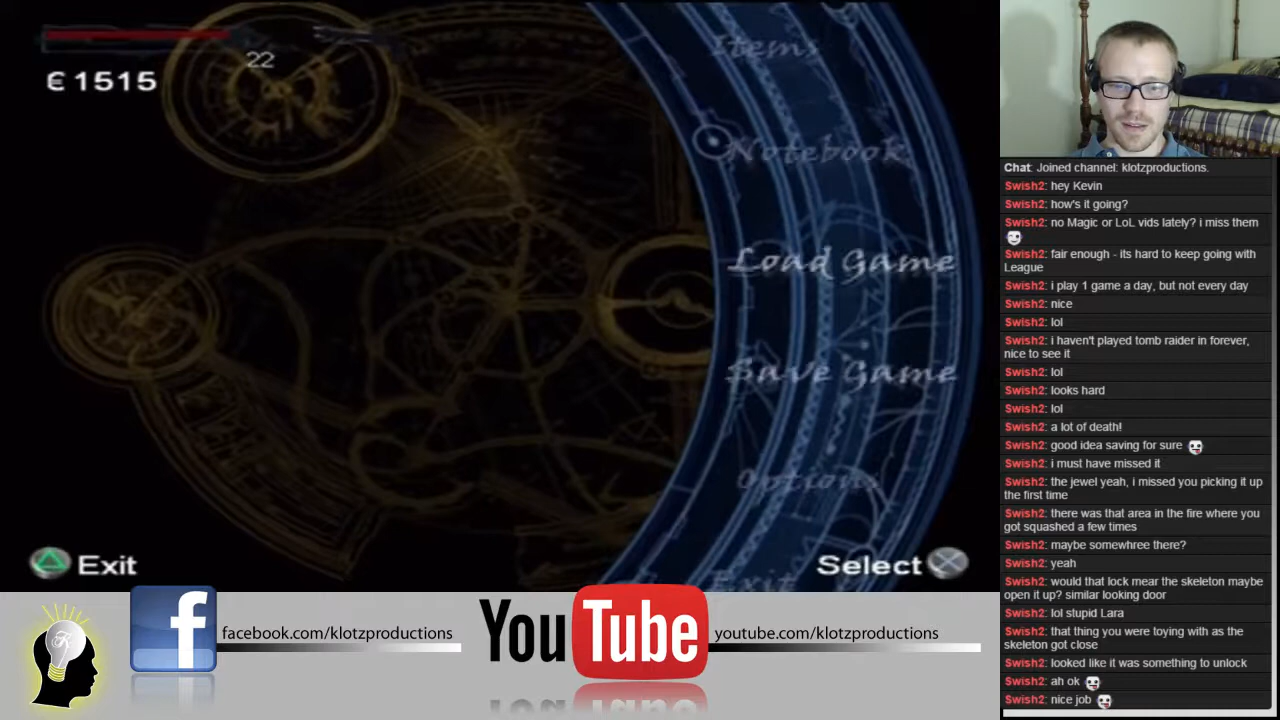 22
€ 1515
Items
Notebook
Load Game
Save Game
Options
Exit
Exit
Select
Chat: Joined channel: klotzproductions.
Swish2: hey Kevin
Swish2: how's it going?
Swish2: no Magic or LoL vids lately? i miss them
Swish2: fair enough - its hard to keep going with
League
Swish2: i play 1 game a day, but not every day
Swish2: nice
Swish2: lol
Swish2: i haven't played tomb raider in forever,
nice to see it
Swish2: lol
Swish2: looks hard
Swish2: lol
Swish2: a lot of death!
Swish2: good idea saving for sure
Swish2: i must have missed it
Swish2: the jewel yeah, i missed you picking it up
the first time
Swish2: there was that area in the fire where you
got squashed a few times
Swish2: maybe somewhree there?
Swish2: yeah
Swish2: would that lock mear the skeleton maybe
open it up? similar looking door
Swish2: lol stupid Lara
Swish2: that thing you were toying with as the
skeleton got close
Swish2: looked like it was something to unlock
Swish2: ah ok
Swish2: nice job
f
facebook.com/klotzproductions
YouTube
youtube.com/klotzproductions